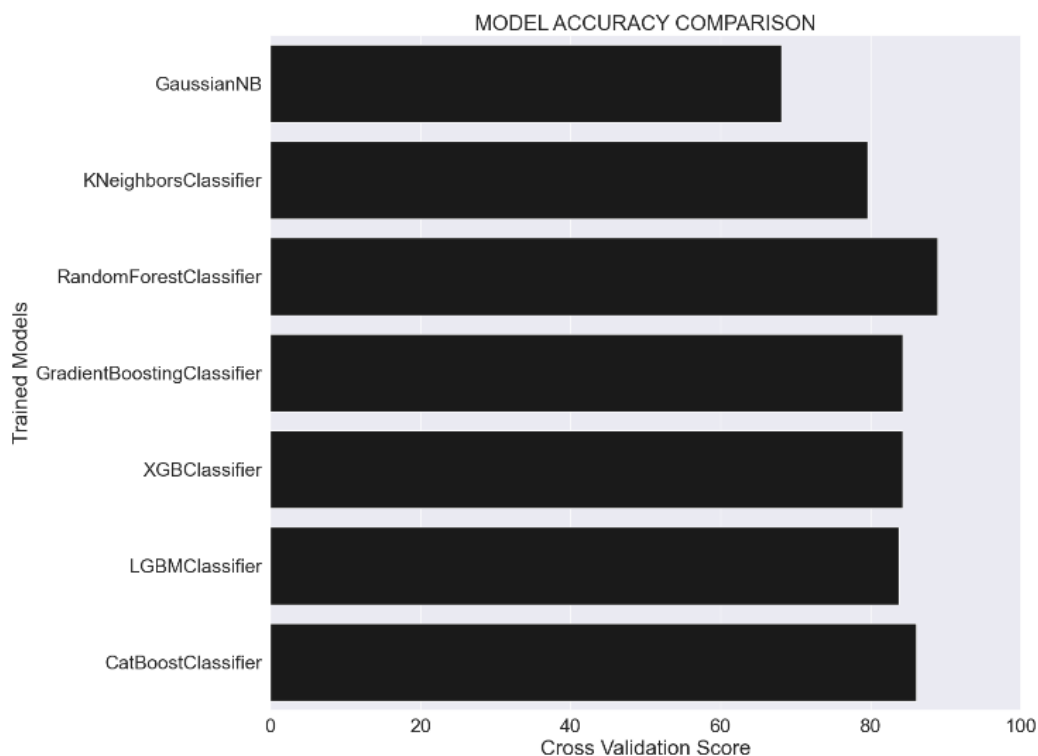 MODEL ACCURACY COMPARISON
GaussianNB
KNeighborsClassifier
RandomForestClassifier
GradientBoostingClassifier
XGBClassifier
LGBMClassifier
CatBoostClassifier
Trained Models
0 20 40 60 80 100
Cross Validation Score